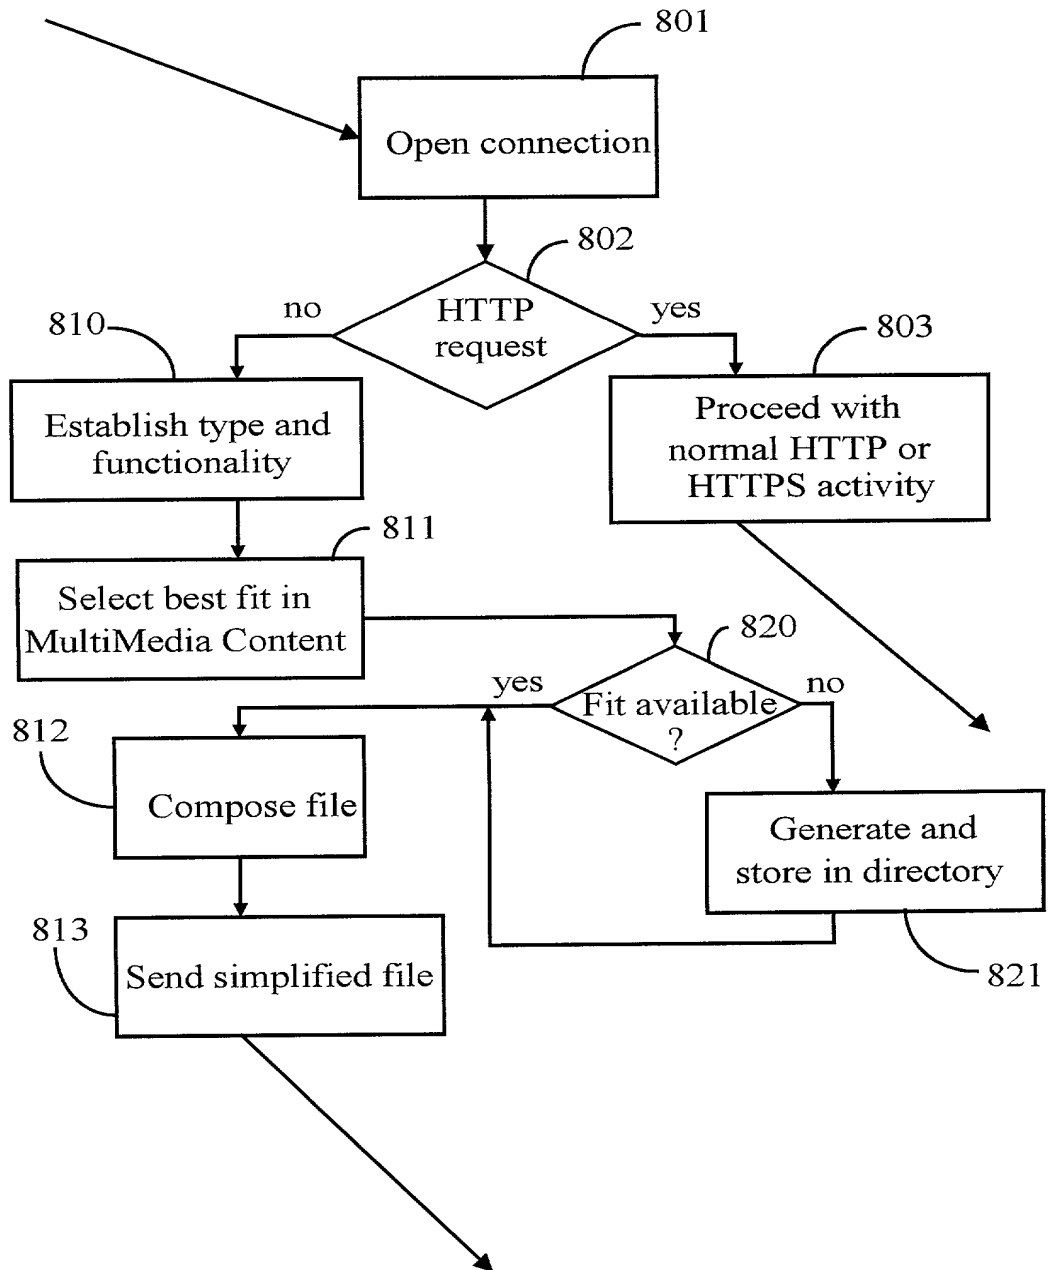 801
Open connection
802
no
HTTP
request
yes
810
803
Establish type and
functionality
Proceed with
normal HTTP or
HTTPS activity
811
Select best fit in
MultiMedia Content
820
yes
Fit available
?
no
812
Compose file
Generate and
store in directory
813
Send simplified file
821